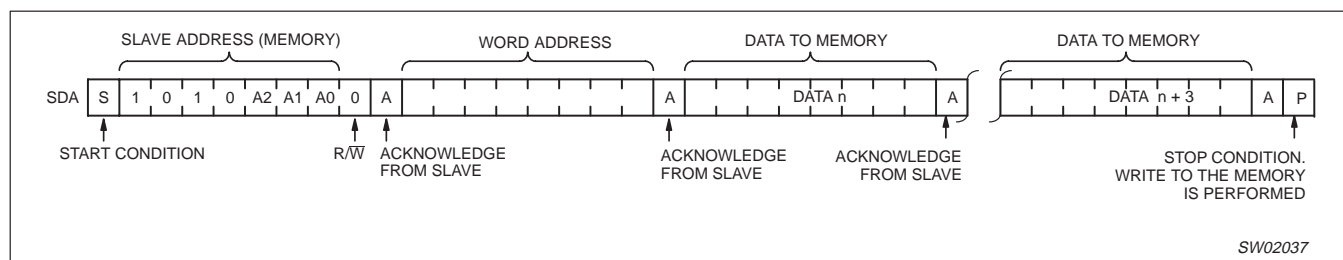 SLAVE ADDRESS (MEMORY) WORD ADDRESS DATA TO MEMORY DATA TO MEMORY
SDA S 1 0 1 0 A2 A1 A0 0 A A DATA n A DATA n + 3 A P
START CONDITION R/W̅ ACKNOWLEDGE FROM SLAVE
ACKNOWLEDGE FROM SLAVE
ACKNOWLEDGE FROM SLAVE
STOP CONDITION.
WRITE TO THE MEMORY
IS PERFORMED
SW02037